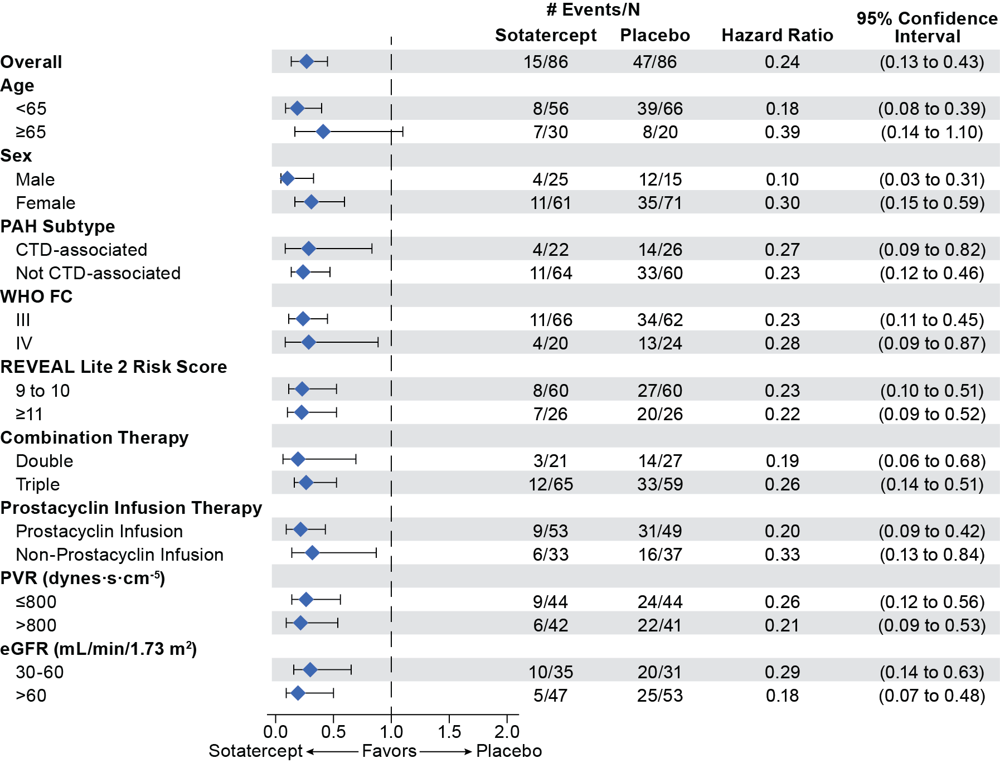 # Events/N
Sotatercept Placebo Hazard Ratio 95% Confidence Interval
Overall 15/86 47/86 0.24 (0.13 to 0.43)
Age
<65 8/56 39/66 0.18 (0.08 to 0.39)
≥65 7/30 8/20 0.39 (0.14 to 1.10)
Sex
Male 4/25 12/15 0.10 (0.03 to 0.31)
Female 11/61 35/71 0.30 (0.15 to 0.59)
PAH Subtype
CTD-associated 4/22 14/26 0.27 (0.09 to 0.82)
Not CTD-associated 11/64 33/60 0.23 (0.12 to 0.46)
WHO FC
III 11/66 34/62 0.23 (0.11 to 0.45)
IV 4/20 13/24 0.28 (0.09 to 0.87)
REVEAL Lite 2 Risk Score
9 to 10 8/60 27/60 0.23 (0.10 to 0.51)
≥11 7/26 20/26 0.22 (0.09 to 0.52)
Combination Therapy
Double 3/21 14/27 0.19 (0.06 to 0.68)
Triple 12/65 33/59 0.26 (0.14 to 0.51)
Prostacyclin Infusion Therapy
Prostacyclin Infusion 9/53 31/49 0.20 (0.09 to 0.42)
Non-Prostacyclin Infusion 6/33 16/37 0.33 (0.13 to 0.84)
PVR (dynes·s·cm⁻⁵)
≤800 9/44 24/44 0.26 (0.12 to 0.56)
>800 6/42 22/41 0.21 (0.09 to 0.53)
eGFR (mL/min/1.73 m²)
30-60 10/35 20/31 0.29 (0.14 to 0.63)
>60 5/47 25/53 0.18 (0.07 to 0.48)
0.0 0.5 1.0 1.5 2.0
Sotatercept Favors Placebo